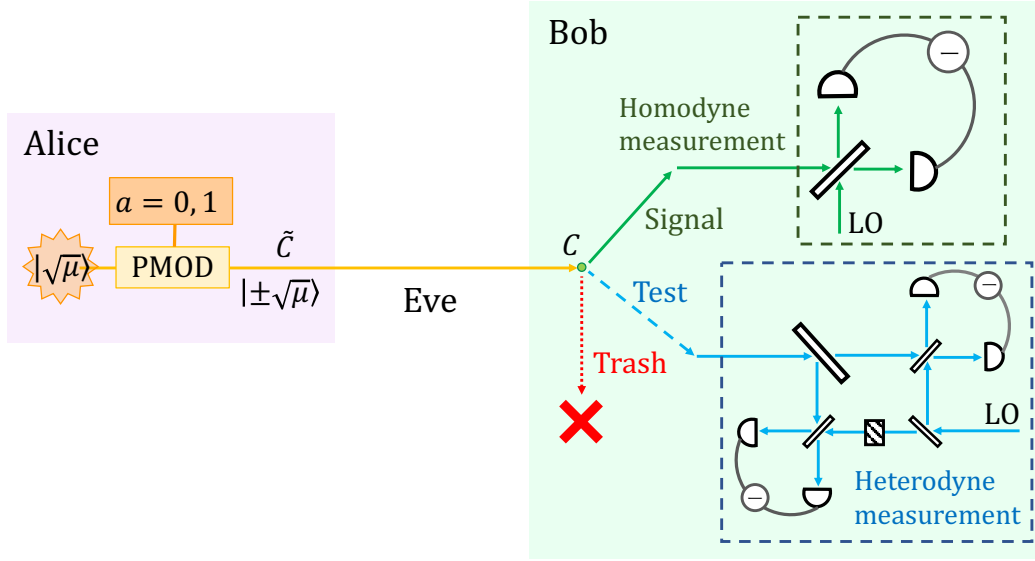 Alice
a = 0, 1
|√μ⟩
PMOD
C̃
|±√μ⟩
Eve
Bob
C
Homodyne
measurement
Signal
LO
−
Test
Trash
−
LO
−
Heterodyne
measurement